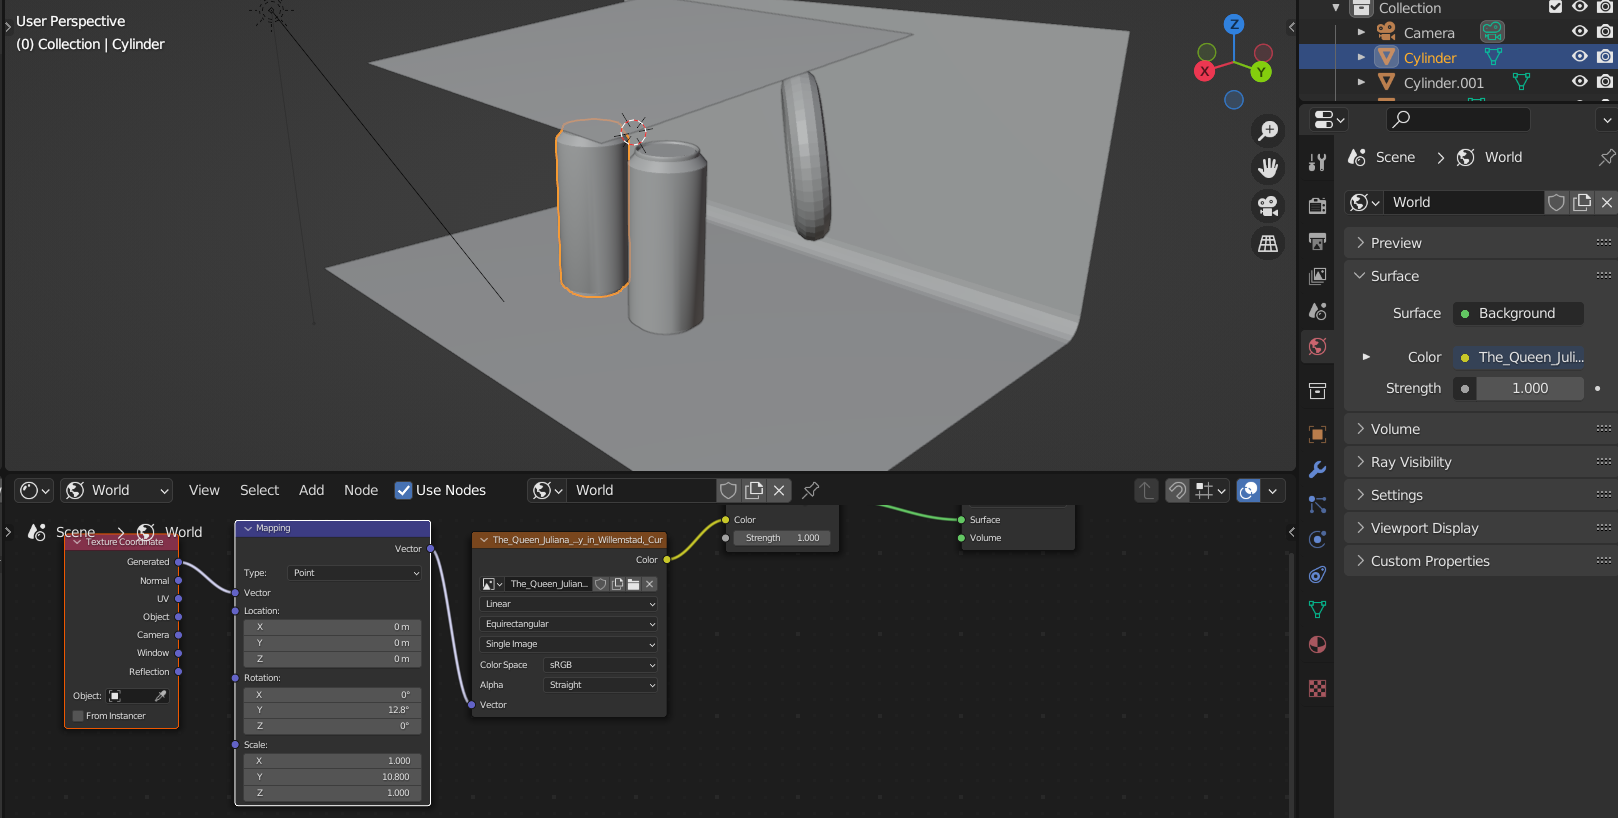 User Perspective
(0) Collection | Cylinder
Z
X
Y
Collection
Camera
Cylinder
Cylinder.001
Scene
World
World
Preview
Surface
Surface
Background
Color
The_Queen_Juli...
Strength
1.000
Volume
Ray Visibility
Settings
Viewport Display
Custom Properties
World
View
Select
Add
Node
Use Nodes
World
Scene
World
Texture Coordinate
Generated
Normal
UV
Object
Camera
Window
Reflection
Object:
From Instancer
Mapping
Vector
Type:
Point
Vector
Location:
X 0 m
Y 0 m
Z 0 m
Rotation:
X 0°
Y 12.8°
Z 0°
Scale:
X 1.000
Y 10.800
Z 1.000
The_Queen_Juliana_...y_in_Willemstad,_Cur
Color
The_Queen_Julian...
Linear
Equirectangular
Single Image
Color Space sRGB
Alpha Straight
Vector
Color
Strength 1.000
Surface
Volume